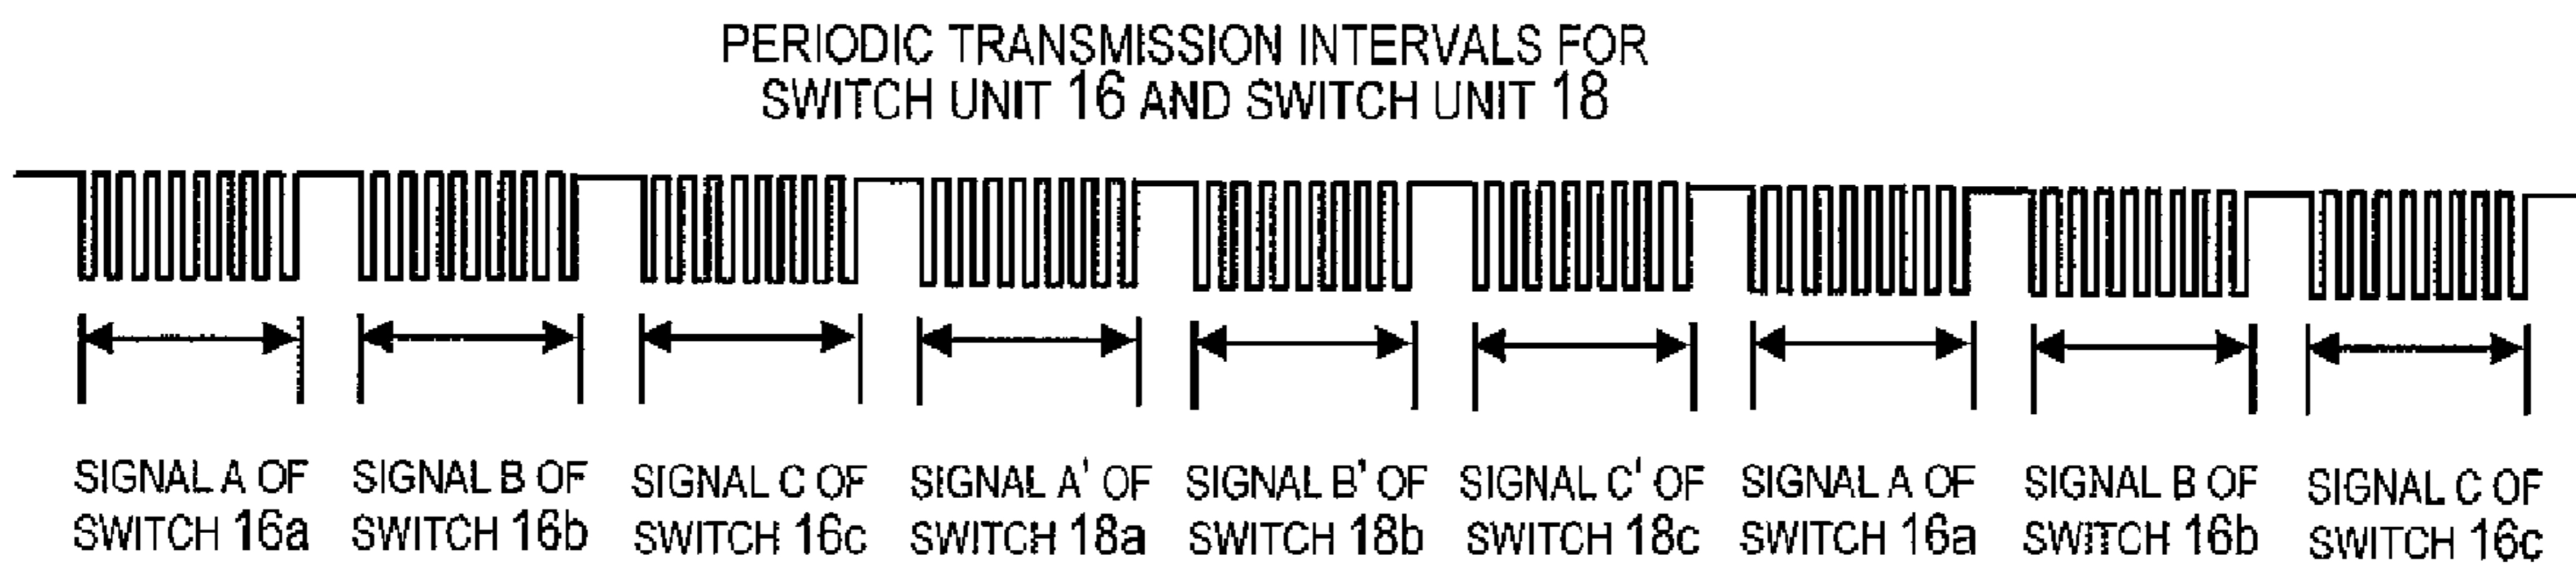 PERIODIC TRANSMISSION INTERVALS FOR
SWITCH UNIT 16 AND SWITCH UNIT 18
SIGNAL A OF
SWITCH 16a
SIGNAL B OF
SWITCH 16b
SIGNAL C OF
SWITCH 16c
SIGNAL A' OF
SWITCH 18a
SIGNAL B' OF
SWITCH 18b
SIGNAL C' OF
SWITCH 18c
SIGNAL A OF
SWITCH 16a
SIGNAL B OF
SWITCH 16b
SIGNAL C OF
SWITCH 16c